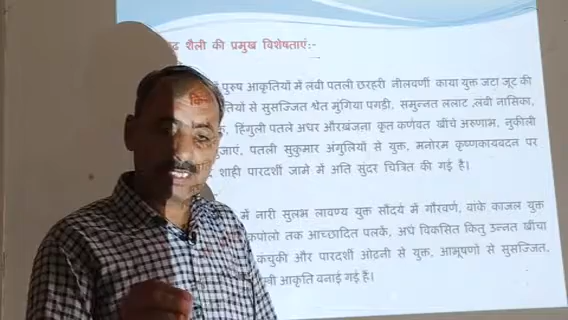 शैली की प्रमुख विशेषताएं:-
पुरुष आकृतियों में लंबी पतली छरहरी नीलवर्णी काया युक्त जटा जूट की
से सुसज्जित श्वेत मुंगिया पगड़ी, समुन्नत ललाट ,लंबी नासिका,
हिंगुली पतले अधर औरखंजना कृत कर्णवत खींचे अरुणाम, नुकीली
पतली सुकुमार अंगुलियों से युक्त, मनोरम कृष्णकायवदन पर
शाही पारदर्शी जामे में अति सुंदर चित्रित की गई है।
में नारी सुलभ लावण्य युक्त सौंदर्य में गौरवर्ण, बांके काजल युक्त
कपोलो तक आच्छादित पलकें, अर्ध विकसित किंतु उन्नत खींचा
कंचुकी और पारदर्शी ओढनी से युक्त, आभूषणों से सुसज्जित,
आकृति बनाई गई हैं।